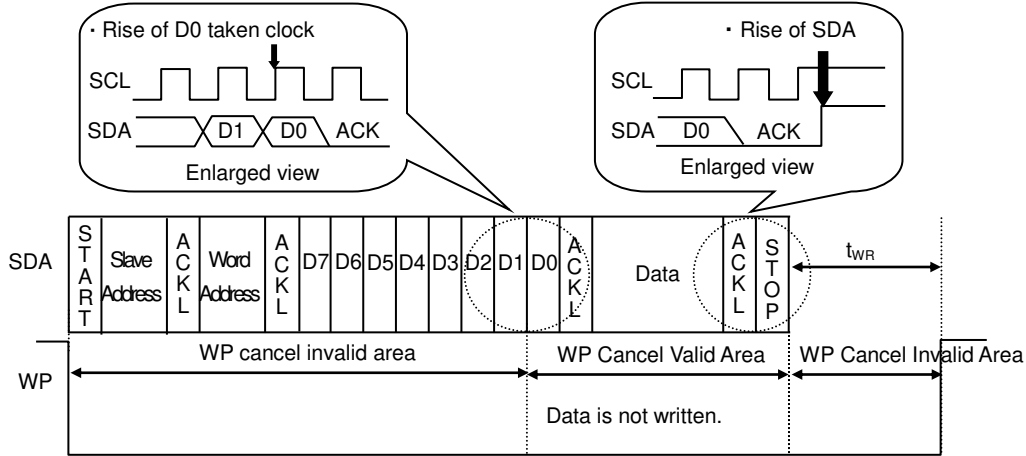 ・Rise of D0 taken clock
SCL
SDA D1 D0 ACK
Enlarged view
・Rise of SDA
SCL
SDA D0 ACK
Enlarged view
SDA
START
Slave
Address
ACKL
Word
Address
ACKL
D7 D6 D5 D4 D3 D2 D1 D0
ACKL
Data
ACKL
STOP
tWR
WP
WP cancel invalid area
WP Cancel Valid Area
WP Cancel Invalid Area
Data is not written.